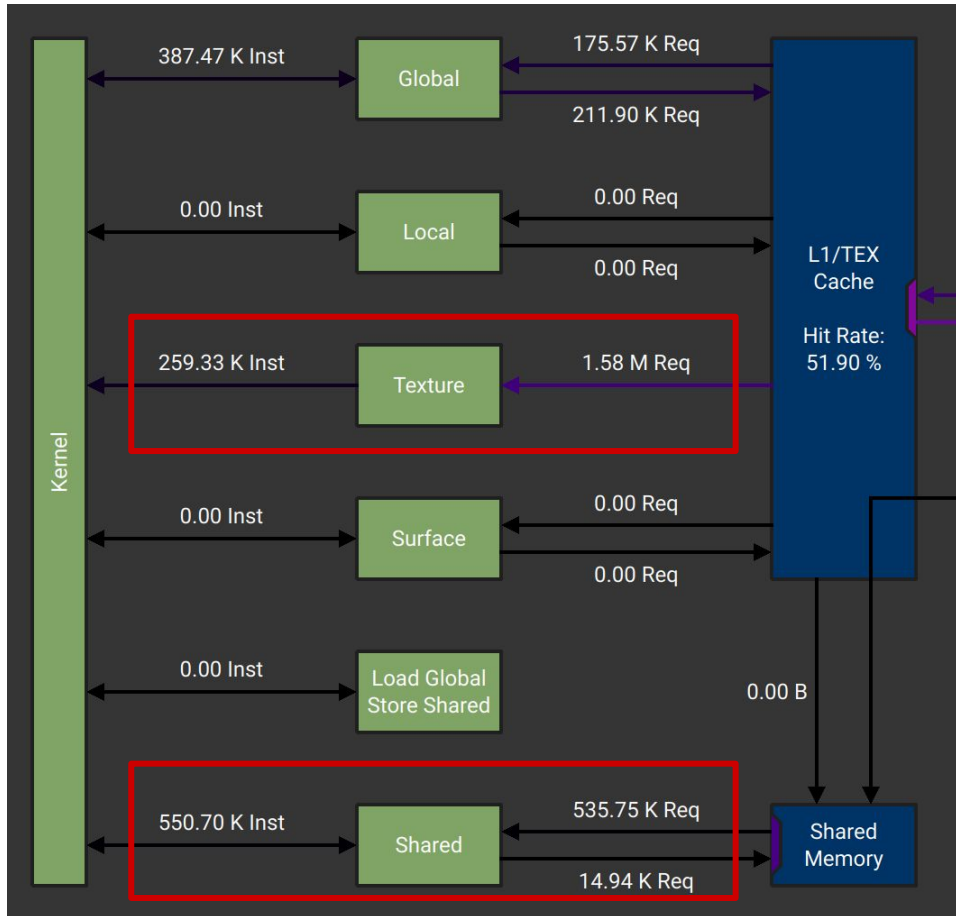 387.47 K Inst
Global
175.57 K Req
211.90 K Req
0.00 Inst
Local
0.00 Req
0.00 Req
L1/TEX
Cache
Hit Rate:
51.90 %
259.33 K Inst
Texture
1.58 M Req
Kernel
0.00 Inst
Surface
0.00 Req
0.00 Req
0.00 Inst
Load Global
Store Shared
0.00 B
550.70 K Inst
Shared
535.75 K Req
14.94 K Req
Shared
Memory